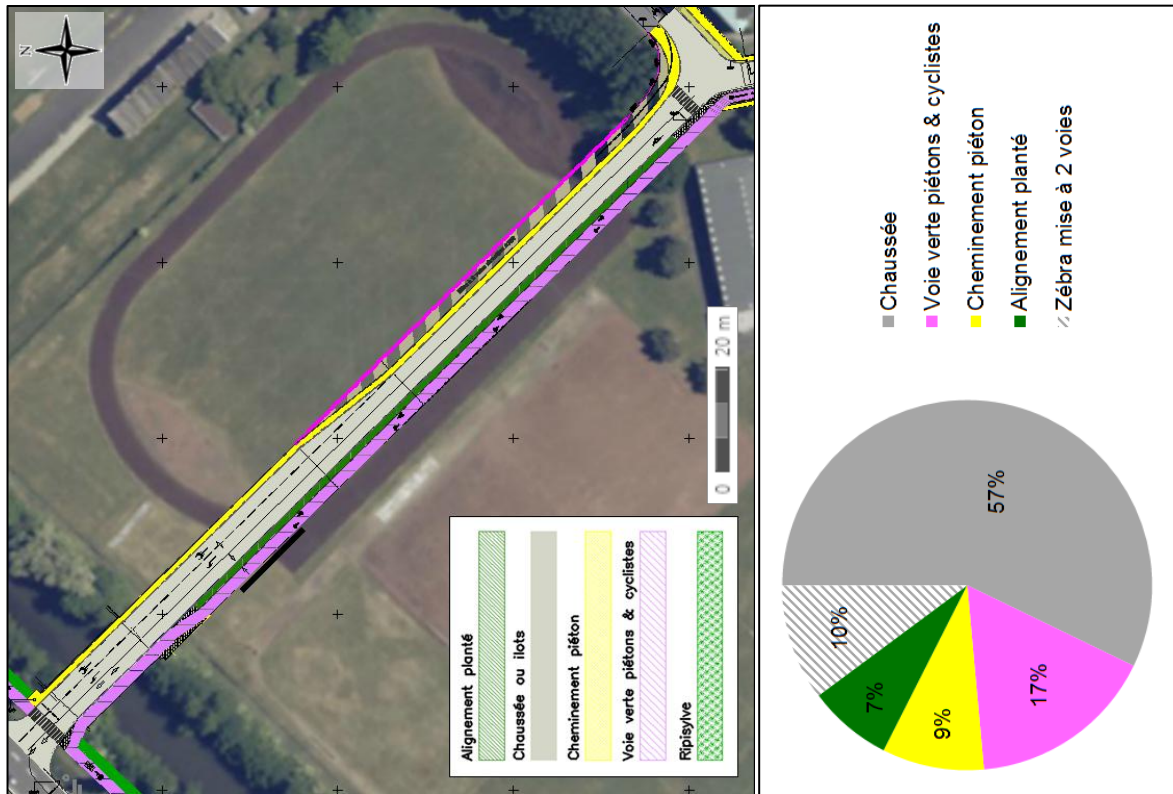 N
0
20 m
Alignement planté
Chaussée ou îlots
Cheminement piéton
Voie verte piétons & cyclistes
Ripisylve
Chaussée
Voie verte piétons & cyclistes
Cheminement piéton
Alignement planté
Zébra mise à 2 voies
57%
17%
9%
7%
10%